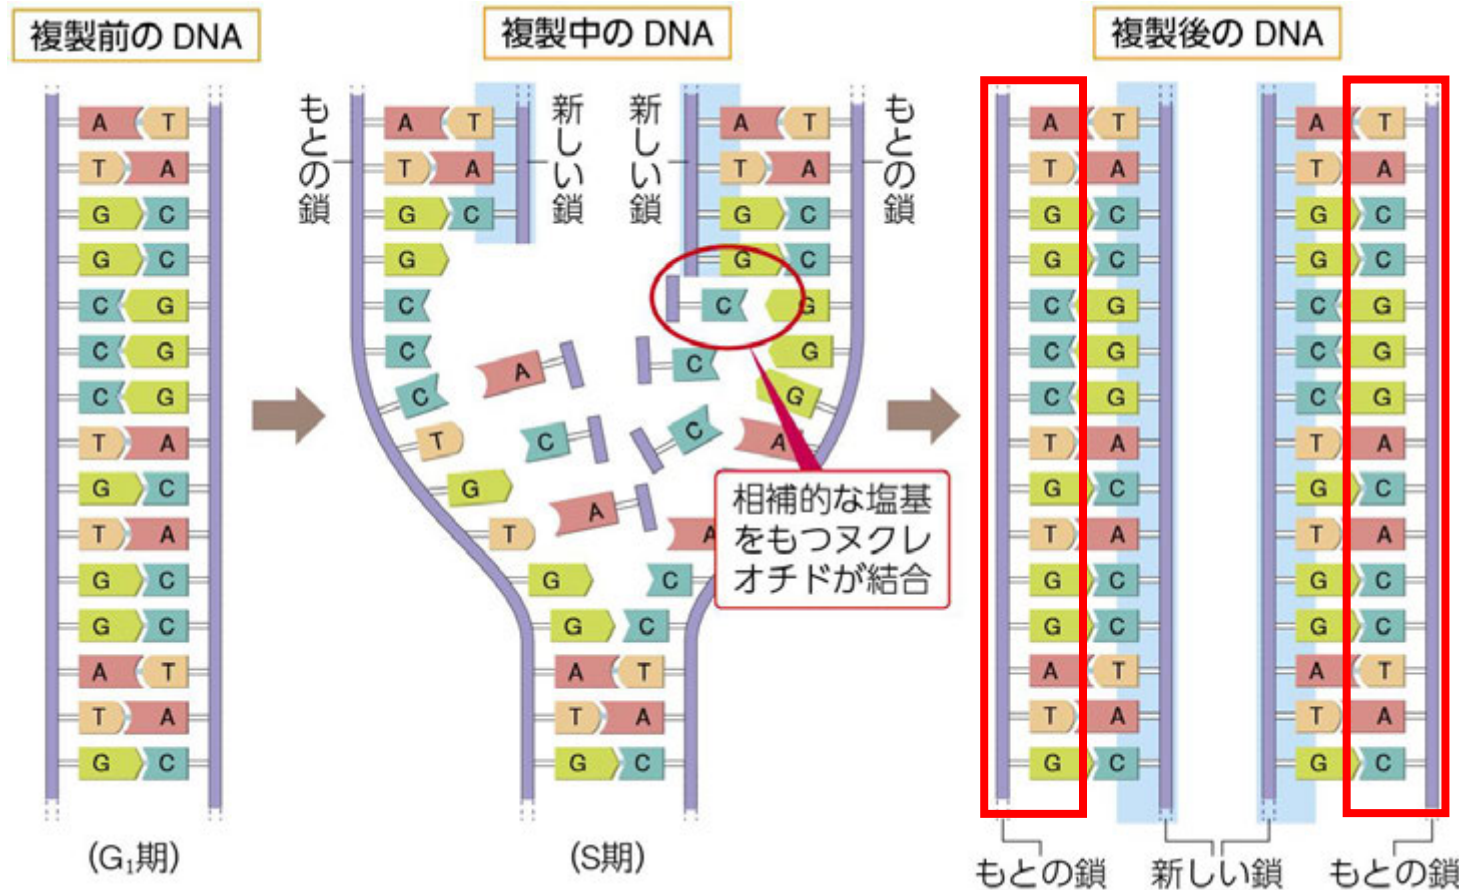 複製前の DNA
A T
T A
G C
G C
C G
C G
C G
T A
G C
T A
G C
G C
A T
T A
G C
(G₁期)
複製中の DNA
もとの鎖
新しい鎖
新しい鎖
もとの鎖
A T A T
T A T A
G C G C
G G C
C C G
C A C G
C G
T C C A
G
T A A
G C
G C
A T
T A
G C
相補的な塩基
をもつヌクレ
オチドが結合
(S期)
複製後の DNA
A T A T
T A T A
G C G C
G C G C
C G C G
C G C G
C G C G
T A T A
G C G C
T A T A
G C G C
G C G C
A T A T
T A T A
G C G C
もとの鎖 新しい鎖 もとの鎖